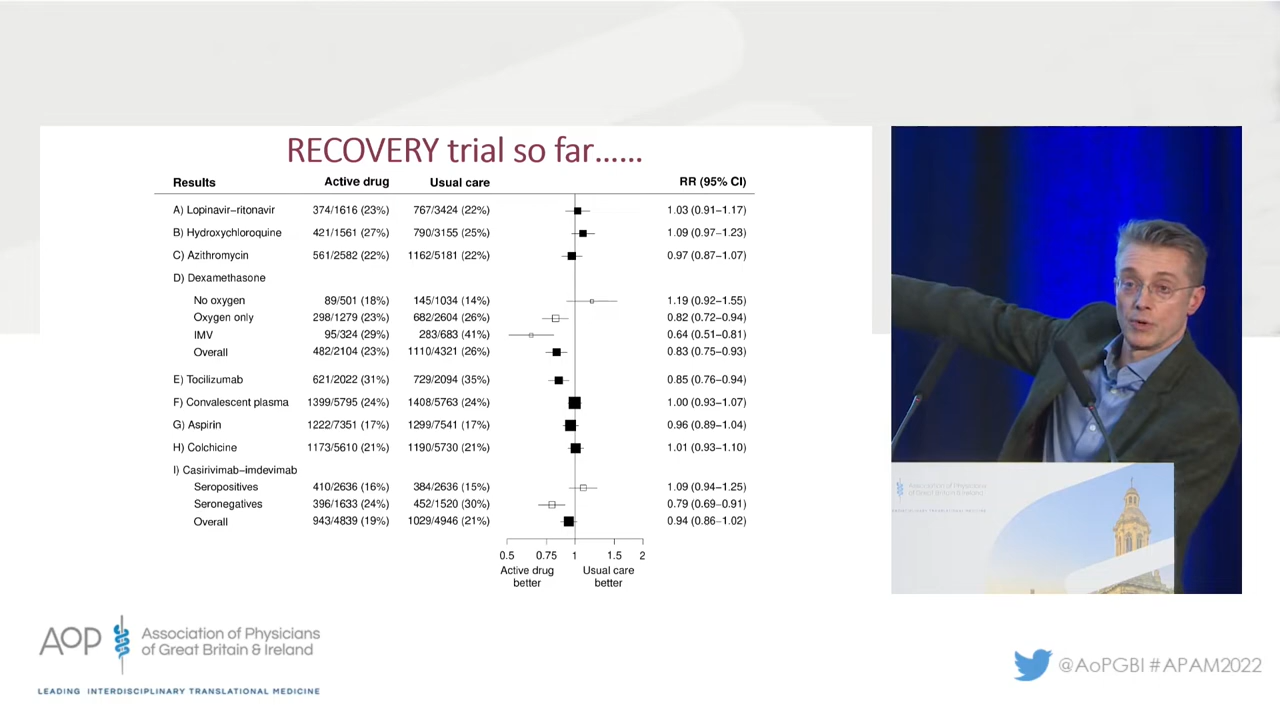 RECOVERY trial so far……
Results Active drug Usual care RR (95% CI)
A) Lopinavir–ritonavir 374/1616 (23%) 767/3424 (22%) 1.03 (0.91–1.17)
B) Hydroxychloroquine 421/1561 (27%) 790/3155 (25%) 1.09 (0.97–1.23)
C) Azithromycin 561/2582 (22%) 1162/5181 (22%) 0.97 (0.87–1.07)
D) Dexamethasone
No oxygen 89/501 (18%) 145/1034 (14%) 1.19 (0.92–1.55)
Oxygen only 298/1279 (23%) 682/2604 (26%) 0.82 (0.72–0.94)
IMV 95/324 (29%) 283/683 (41%) 0.64 (0.51–0.81)
Overall 482/2104 (23%) 1110/4321 (26%) 0.83 (0.75–0.93)
E) Tocilizumab 621/2022 (31%) 729/2094 (35%) 0.85 (0.76–0.94)
F) Convalescent plasma 1399/5795 (24%) 1408/5763 (24%) 1.00 (0.93–1.07)
G) Aspirin 1222/7351 (17%) 1299/7541 (17%) 0.96 (0.89–1.04)
H) Colchicine 1173/5610 (21%) 1190/5730 (21%) 1.01 (0.93–1.10)
I) Casirivimab–imdevimab
Seropositives 410/2636 (16%) 384/2636 (15%) 1.09 (0.94–1.25)
Seronegatives 396/1633 (24%) 452/1520 (30%) 0.79 (0.69–0.91)
Overall 943/4839 (19%) 1029/4946 (21%) 0.94 (0.86–1.02)
0.5 0.75 1 1.5 2
Active drug better
Usual care better
Association of Physicians
of Great Britain & Ireland
AOP
Association of Physicians
of Great Britain & Ireland
LEADING INTERDISCIPLINARY TRANSLATIONAL MEDICINE
@AoPGBI #APAM2022